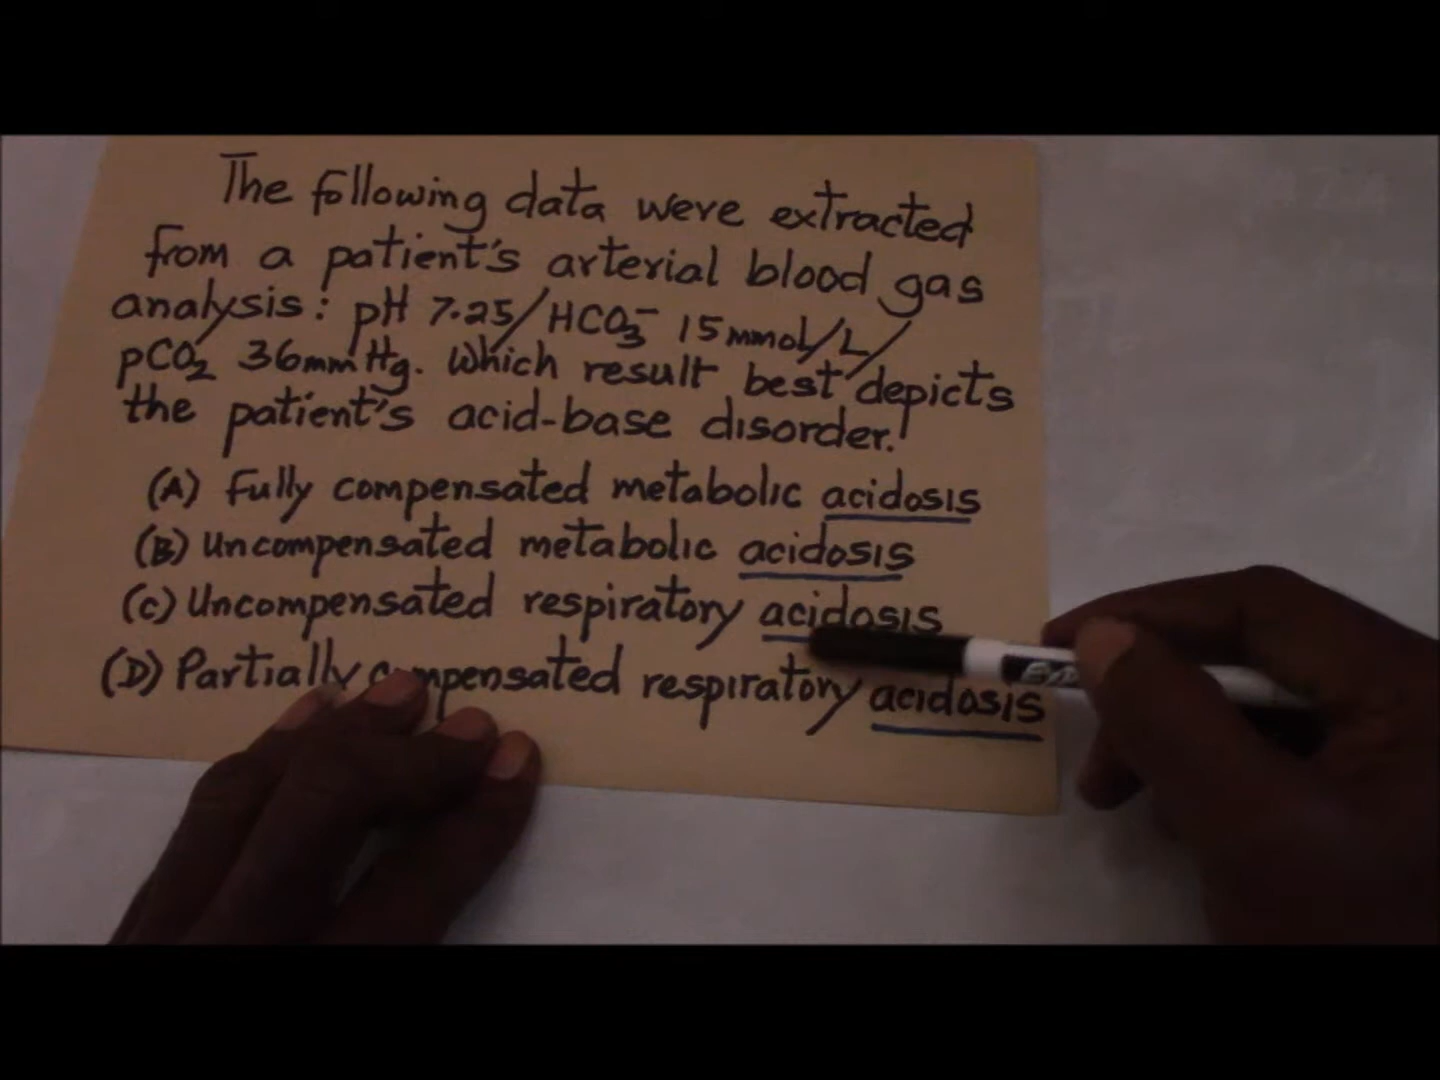 The following data were extracted
from a patient's arterial blood gas
analysis: pH 7.25/HCO3- 15mmol/L/
pCO2 36mmHg. Which result best depicts
the patient's acid-base disorder.
(A) Fully compensated metabolic acidosis
(B) Uncompensated metabolic acidosis
(C) Uncompensated respiratory acidosis
(D) Partially compensated respiratory acidosis